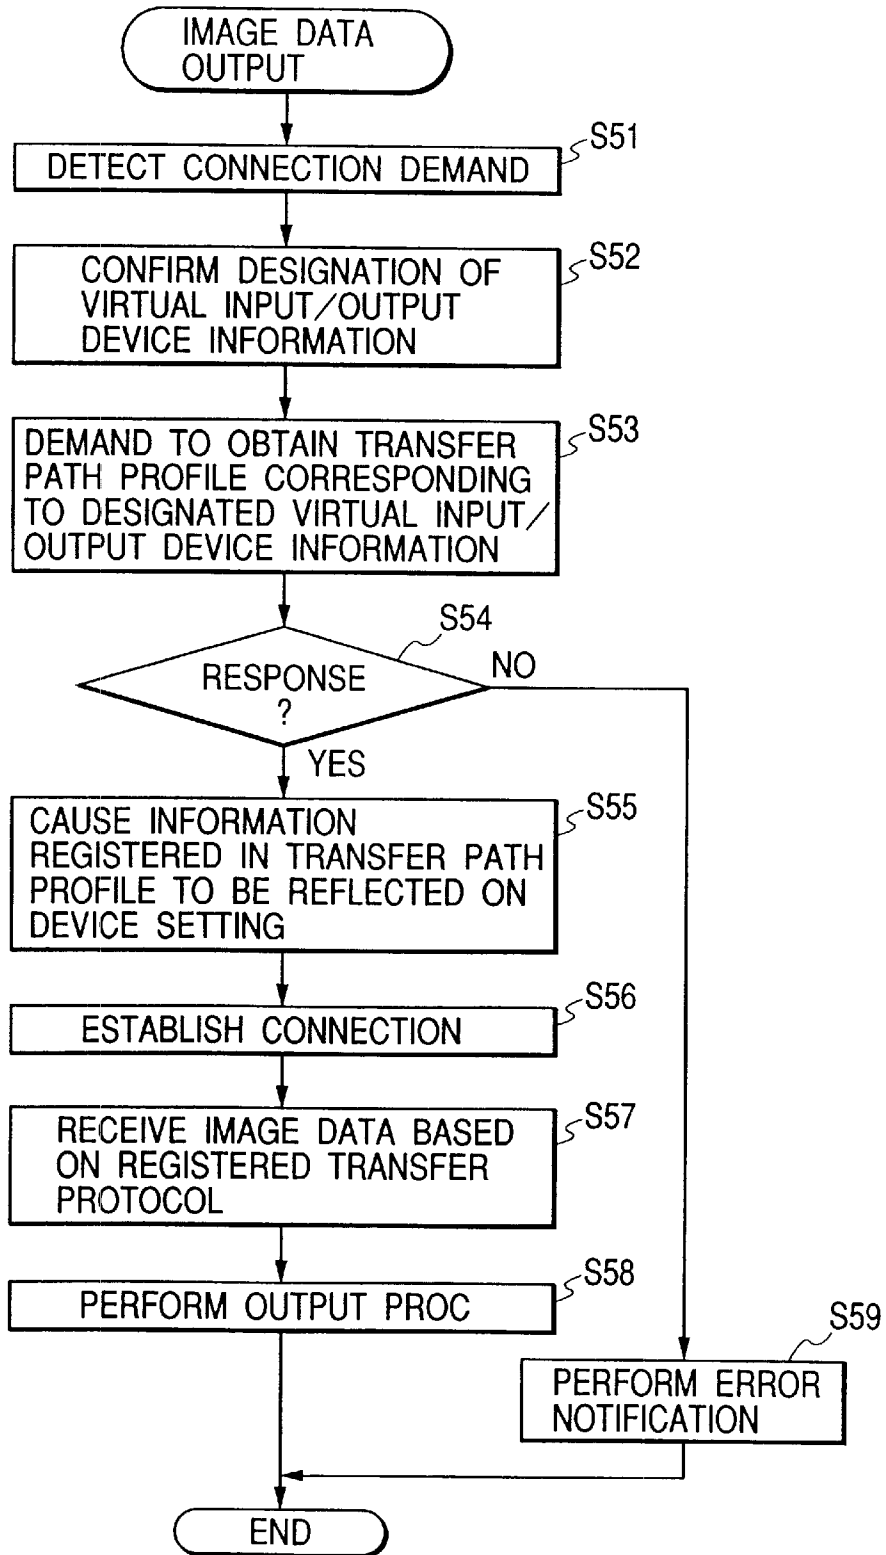 IMAGE DATA
OUTPUT
S51
DETECT CONNECTION DEMAND
S52
CONFIRM DESIGNATION OF
VIRTUAL INPUT/OUTPUT
DEVICE INFORMATION
S53
DEMAND TO OBTAIN TRANSFER
PATH PROFILE CORRESPONDING
TO DESIGNATED VIRTUAL INPUT/
OUTPUT DEVICE INFORMATION
S54
RESPONSE
?
NO
YES
S55
CAUSE INFORMATION
REGISTERED IN TRANSFER PATH
PROFILE TO BE REFLECTED ON
DEVICE SETTING
S56
ESTABLISH CONNECTION
S57
RECEIVE IMAGE DATA BASED
ON REGISTERED TRANSFER
PROTOCOL
S58
PERFORM OUTPUT PROC
S59
PERFORM ERROR
NOTIFICATION
END